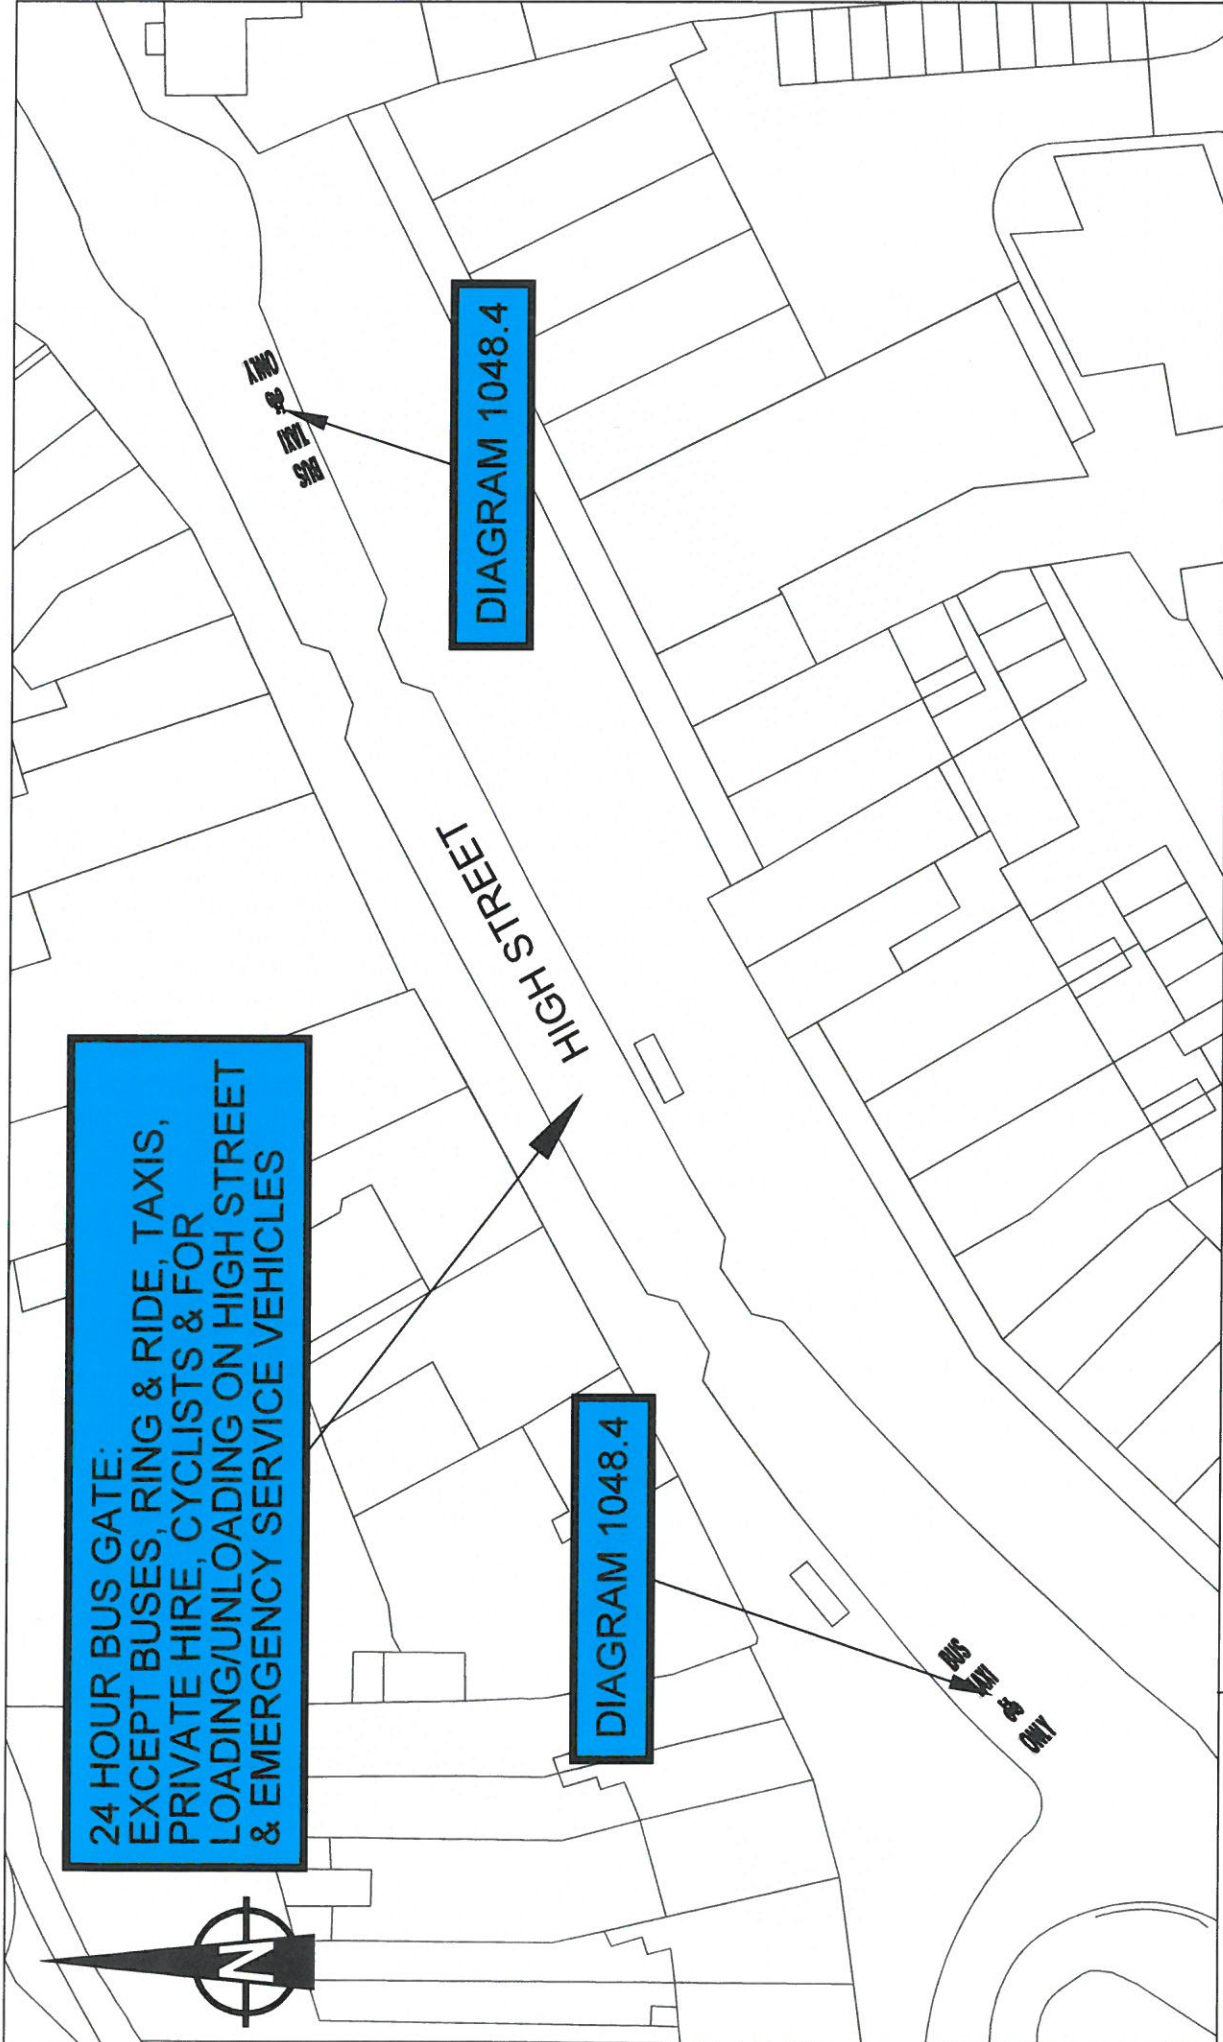 24 HOUR BUS GATE:
EXCEPT BUSES, RING & RIDE, TAXIS,
PRIVATE HIRE, CYCLISTS & FOR
LOADING/UNLOADING ON HIGH STREET
& EMERGENCY SERVICE VEHICLES
N
HIGH STREET
DIAGRAM 1048.4
BUS
TAXI
ONLY
DIAGRAM 1048.4
BUS
TAXI
ONLY